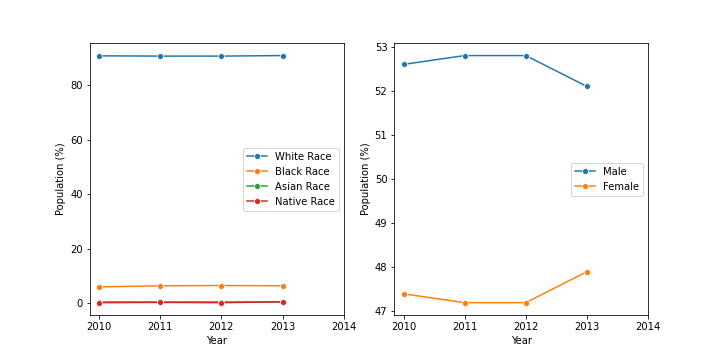 80
60
40
20
0
Population (%)
2010 2011 2012 2013 2014
Year
White Race
Black Race
Asian Race
Native Race
53
52
51
50
49
48
47
Population (%)
2010 2011 2012 2013 2014
Year
Male
Female